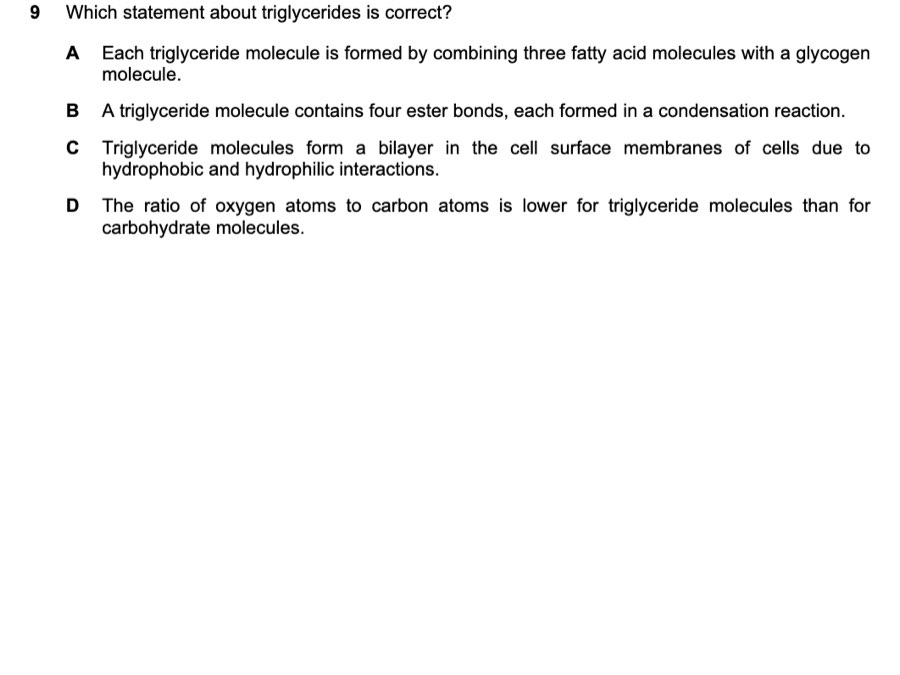 9 Which statement about triglycerides is correct?
A Each triglyceride molecule is formed by combining three fatty acid molecules with a glycogen
molecule.
B A triglyceride molecule contains four ester bonds, each formed in a condensation reaction.
C Triglyceride molecules form a bilayer in the cell surface membranes of cells due to
hydrophobic and hydrophilic interactions.
D The ratio of oxygen atoms to carbon atoms is lower for triglyceride molecules than for
carbohydrate molecules.